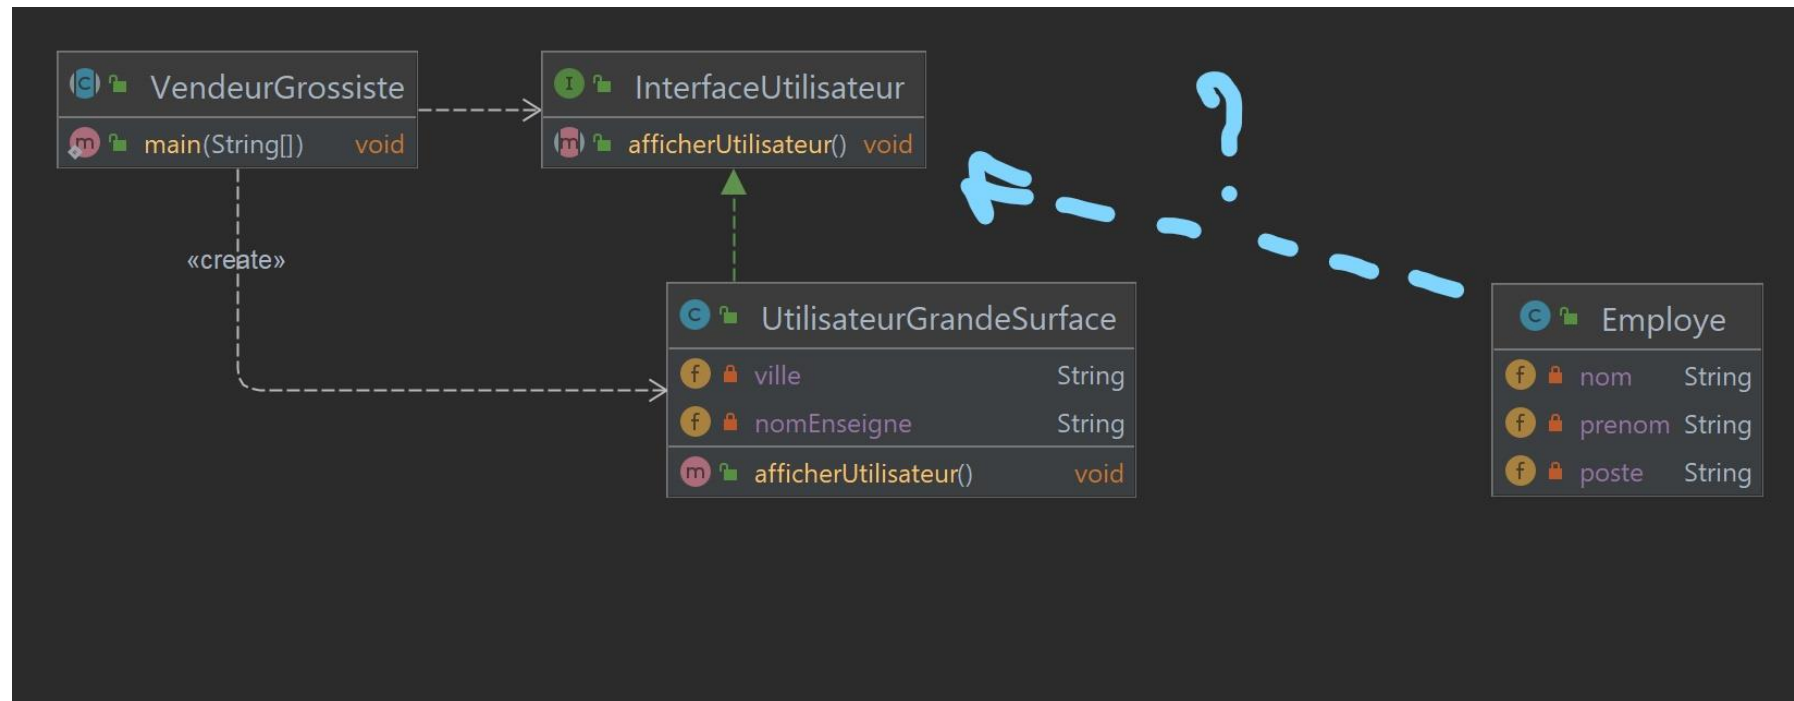 VendeurGrossiste
main(String[]) void
InterfaceUtilisateur
afficherUtilisateur() void
?
«create»
UtilisateurGrandeSurface
ville String
nomEnseigne String
afficherUtilisateur() void
Employe
nom String
prenom String
poste String